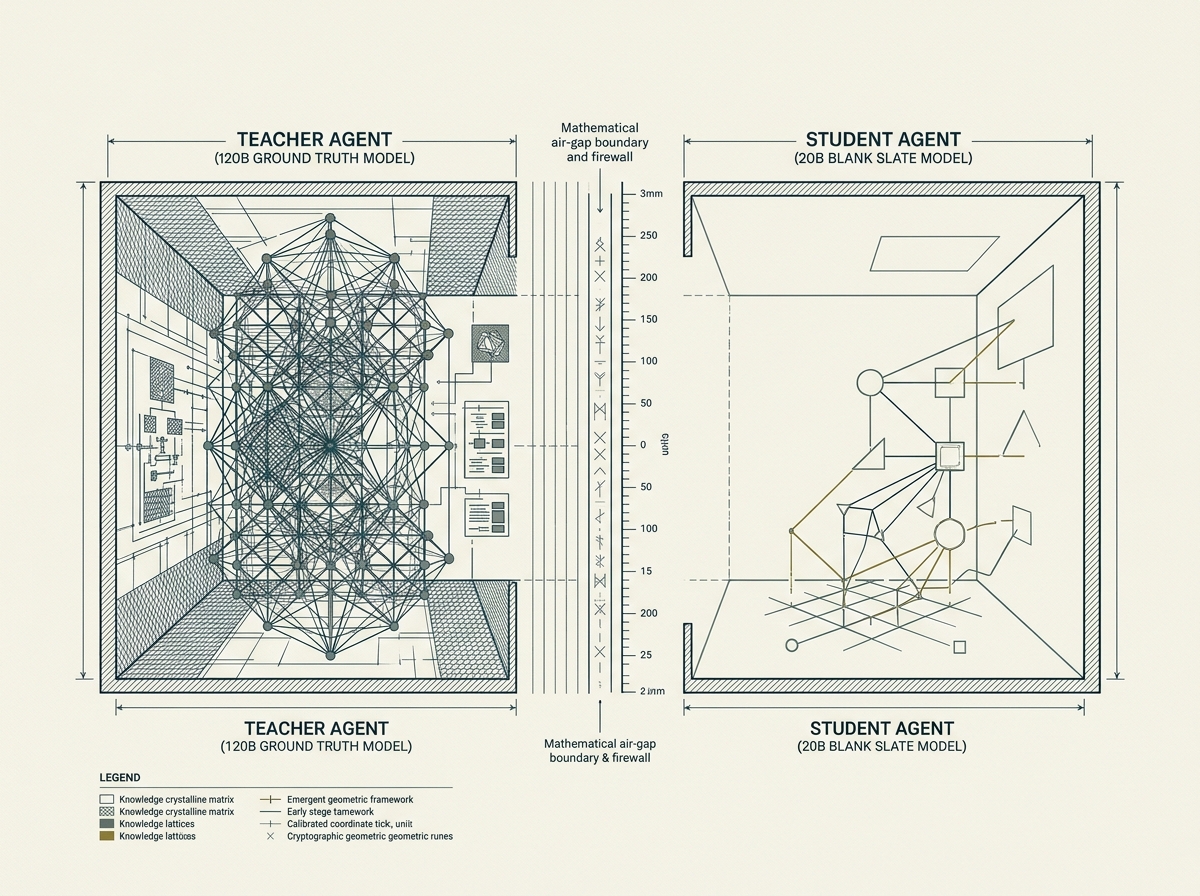 TEACHER AGENT
(120B GROUND TRUTH MODEL)
Mathematical
air-gap boundary
and firewall
STUDENT AGENT
(20B BLANK SLATE MODEL)
3mm
250
200
150
100
50
0
50
100
15
200
25
TEACHER AGENT
(120B GROUND TRUTH MODEL)
Mathematical air-gap
boundary & firewall
STUDENT AGENT
(20B BLANK SLATE MODEL)
LEGEND
Knowledge crystalline matrix
Knowledge crystalline matrix
Knowledge lattices
Knowledge lattices
Emergent geometric framework
Early stege tamework
Calibrated coordinate tick, unit
Cryptographic geometric geometric runes